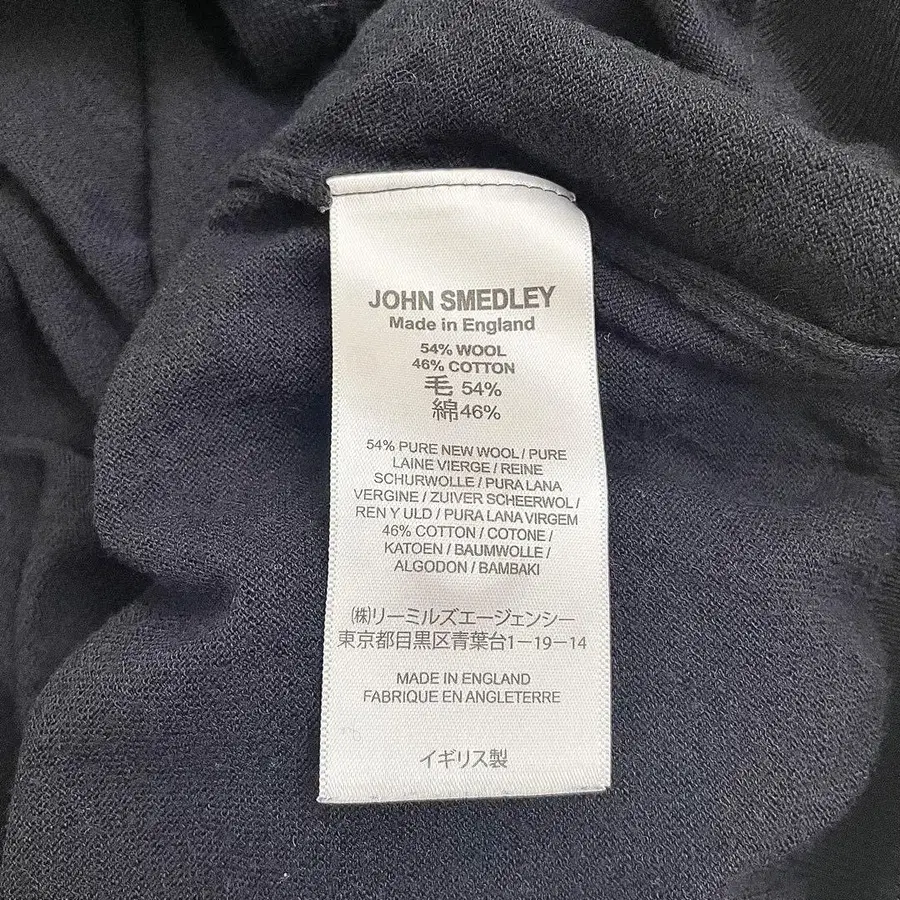 JOHN SMEDLEY
Made in England
54% WOOL
46% COTTON
毛 54%
綿46%
54% PURE NEW WOOL / PURE
LAINE VIERGE / REINE
SCHURWOLLE / PURA LANA
VERGINE / ZUIVER SCHEERWOL /
REN Y ULD / PURA LANA VIRGEM
46% COTTON / COTONE /
KATOEN / BAUMWOLLE /
ALGODON / BAMBAKI
㈱リーミルズエージェンシー
東京都目黒区青葉台1－19－14
MADE IN ENGLAND
FABRIQUE EN ANGLETERRE
イギリス製